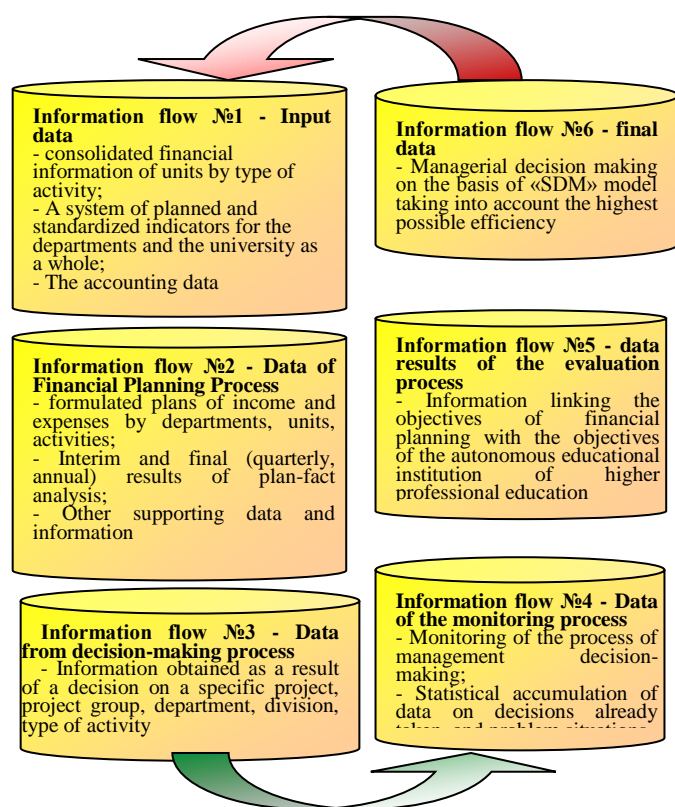 Information flow №1 - Input
data
- consolidated financial
information of units by type of
activity;
- A system of planned and
standardized indicators for the
departments and the university as
a whole;
- The accounting data
Information flow №2 - Data of
Financial Planning Process
- formulated plans of income and
expenses by departments, units,
activities;
- Interim and final (quarterly,
annual) results of plan-fact
analysis;
- Other supporting data and
information
Information flow №3 - Data
from decision-making process
- Information obtained as a result
of a decision on a specific project,
project group, department, division,
type of activity
Information flow №6 - final
data
- Managerial decision making
on the basis of «SDM» model
taking into account the highest
possible efficiency
Information flow №5 - data
results of the evaluation
process
- Information linking the
objectives of financial
planning with the objectives
of the autonomous educational
institution of higher
professional education
Information flow №4 - Data
of the monitoring process
- Monitoring of the process of
management decision-
making;
- Statistical accumulation of
data on decisions already
taken and problem situations